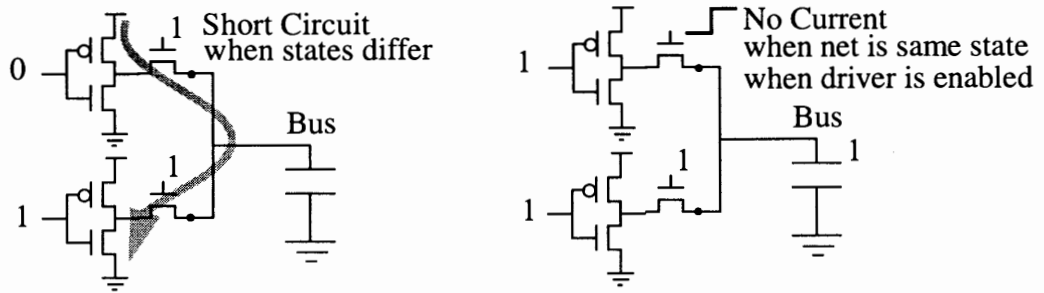 1
Short Circuit
when states differ
0
Bus
1
1
No Current
when net is same state
when driver is enabled
1
Bus
1
1
1